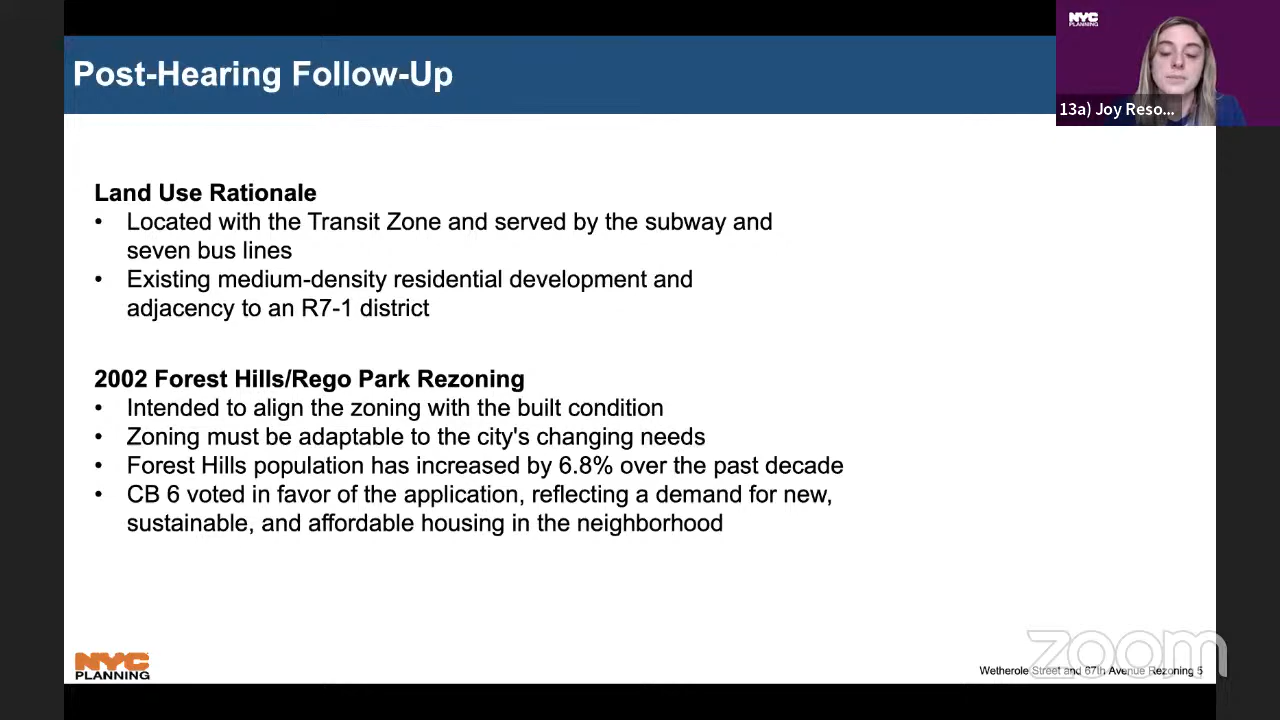 Post-Hearing Follow-Up
NYC
PLANNING
13a) Joy Reso...
Land Use Rationale
• Located with the Transit Zone and served by the subway and
seven bus lines
• Existing medium-density residential development and
adjacency to an R7-1 district
2002 Forest Hills/Rego Park Rezoning
• Intended to align the zoning with the built condition
• Zoning must be adaptable to the city's changing needs
• Forest Hills population has increased by 6.8% over the past decade
• CB 6 voted in favor of the application, reflecting a demand for new,
sustainable, and affordable housing in the neighborhood
NYC
PLANNING
zoom
Wetherole Street and 67th Avenue Rezoning 5